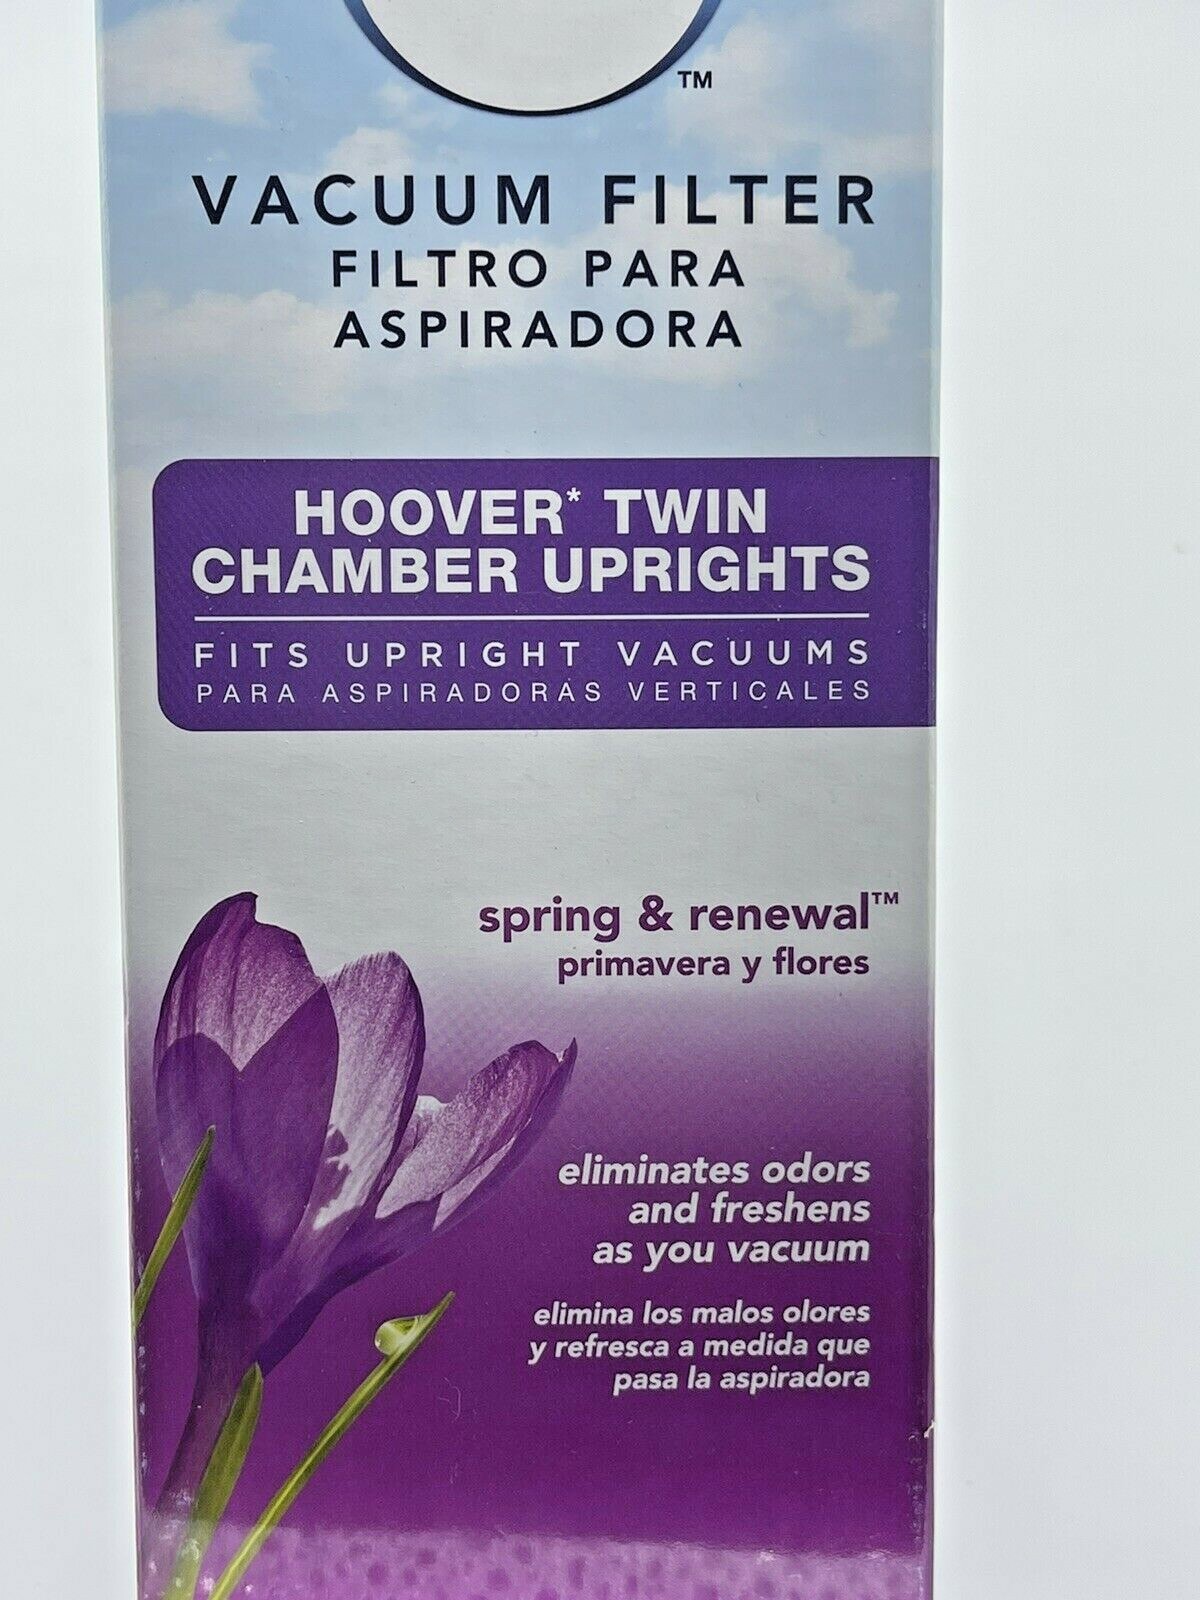 TM
VACUUM FILTER
FILTRO PARA
ASPIRADORA
HOOVER* TWIN
CHAMBER UPRIGHTS
FITS UPRIGHT VACUUMS
PARA ASPIRADORAS VERTICALES
spring & renewal™
primavera y flores
eliminates odors
and freshens
as you vacuum
elimina los malos olores
y refresca a medida que
pasa la aspiradora